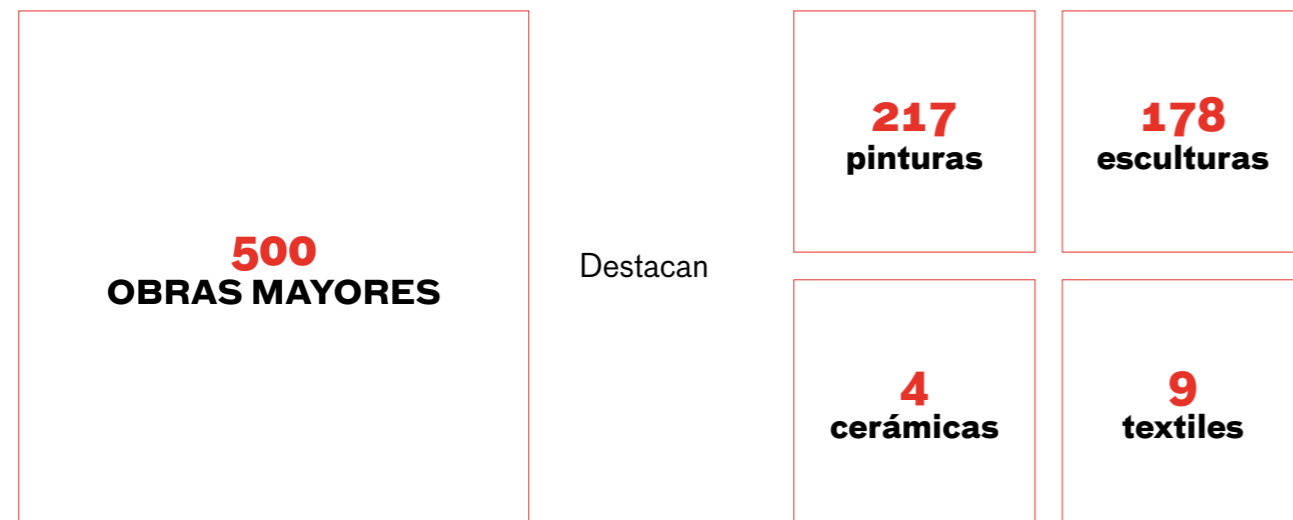 500
OBRAS MAYORES
Destacan
217
pinturas
178
esculturas
4
cerámicas
9
textiles